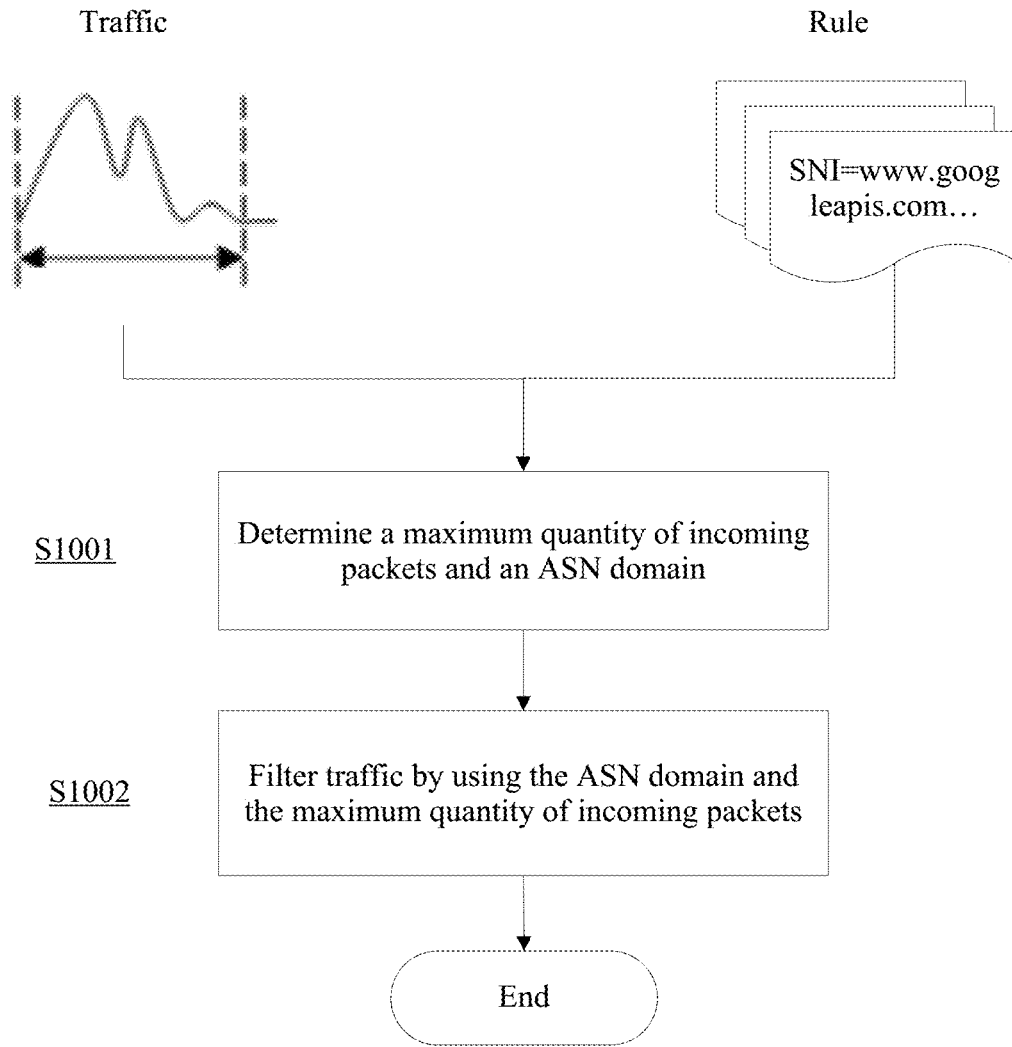 Traffic
Rule
SNI=www.goog
leapis.com…
S1001
Determine a maximum quantity of incoming
packets and an ASN domain
S1002
Filter traffic by using the ASN domain and
the maximum quantity of incoming packets
End